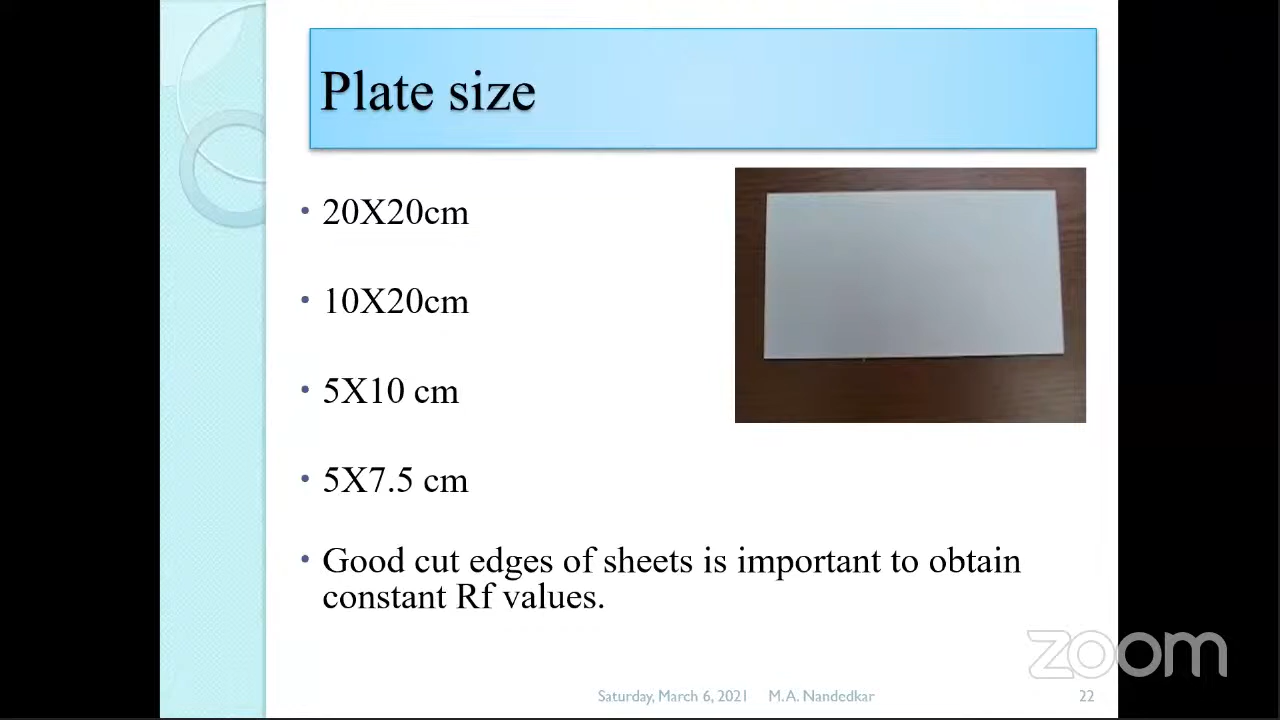 Plate size
• 20X20cm
• 10X20cm
• 5X10 cm
• 5X7.5 cm
• Good cut edges of sheets is important to obtain
constant Rf values.
zoom
Saturday, March 6, 2021 M.A. Nandedkar 22